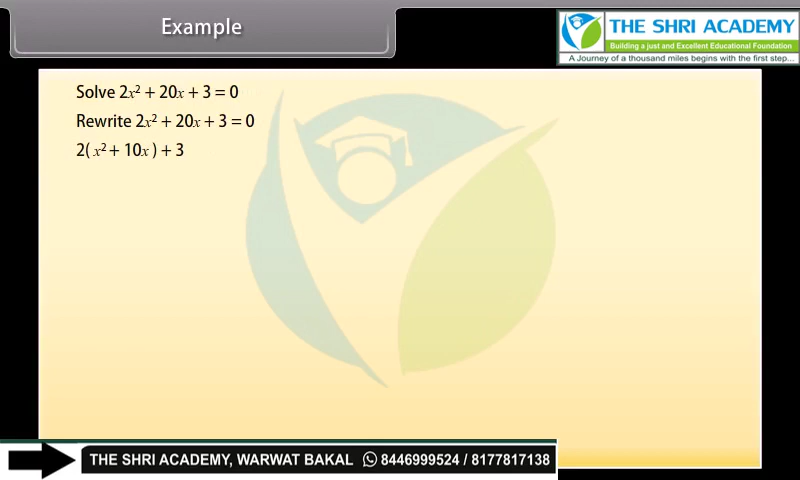 Example
THE SHRI ACADEMY
Building a just and Excellent Educational Foundation
A Journey of a thousand miles begins with the first step...
Solve 2x² + 20x + 3 = 0
Rewrite 2x² + 20x + 3 = 0
2( x² + 10x ) + 3
THE SHRI ACADEMY, WARWAT BAKAL 8446999524 / 8177817138